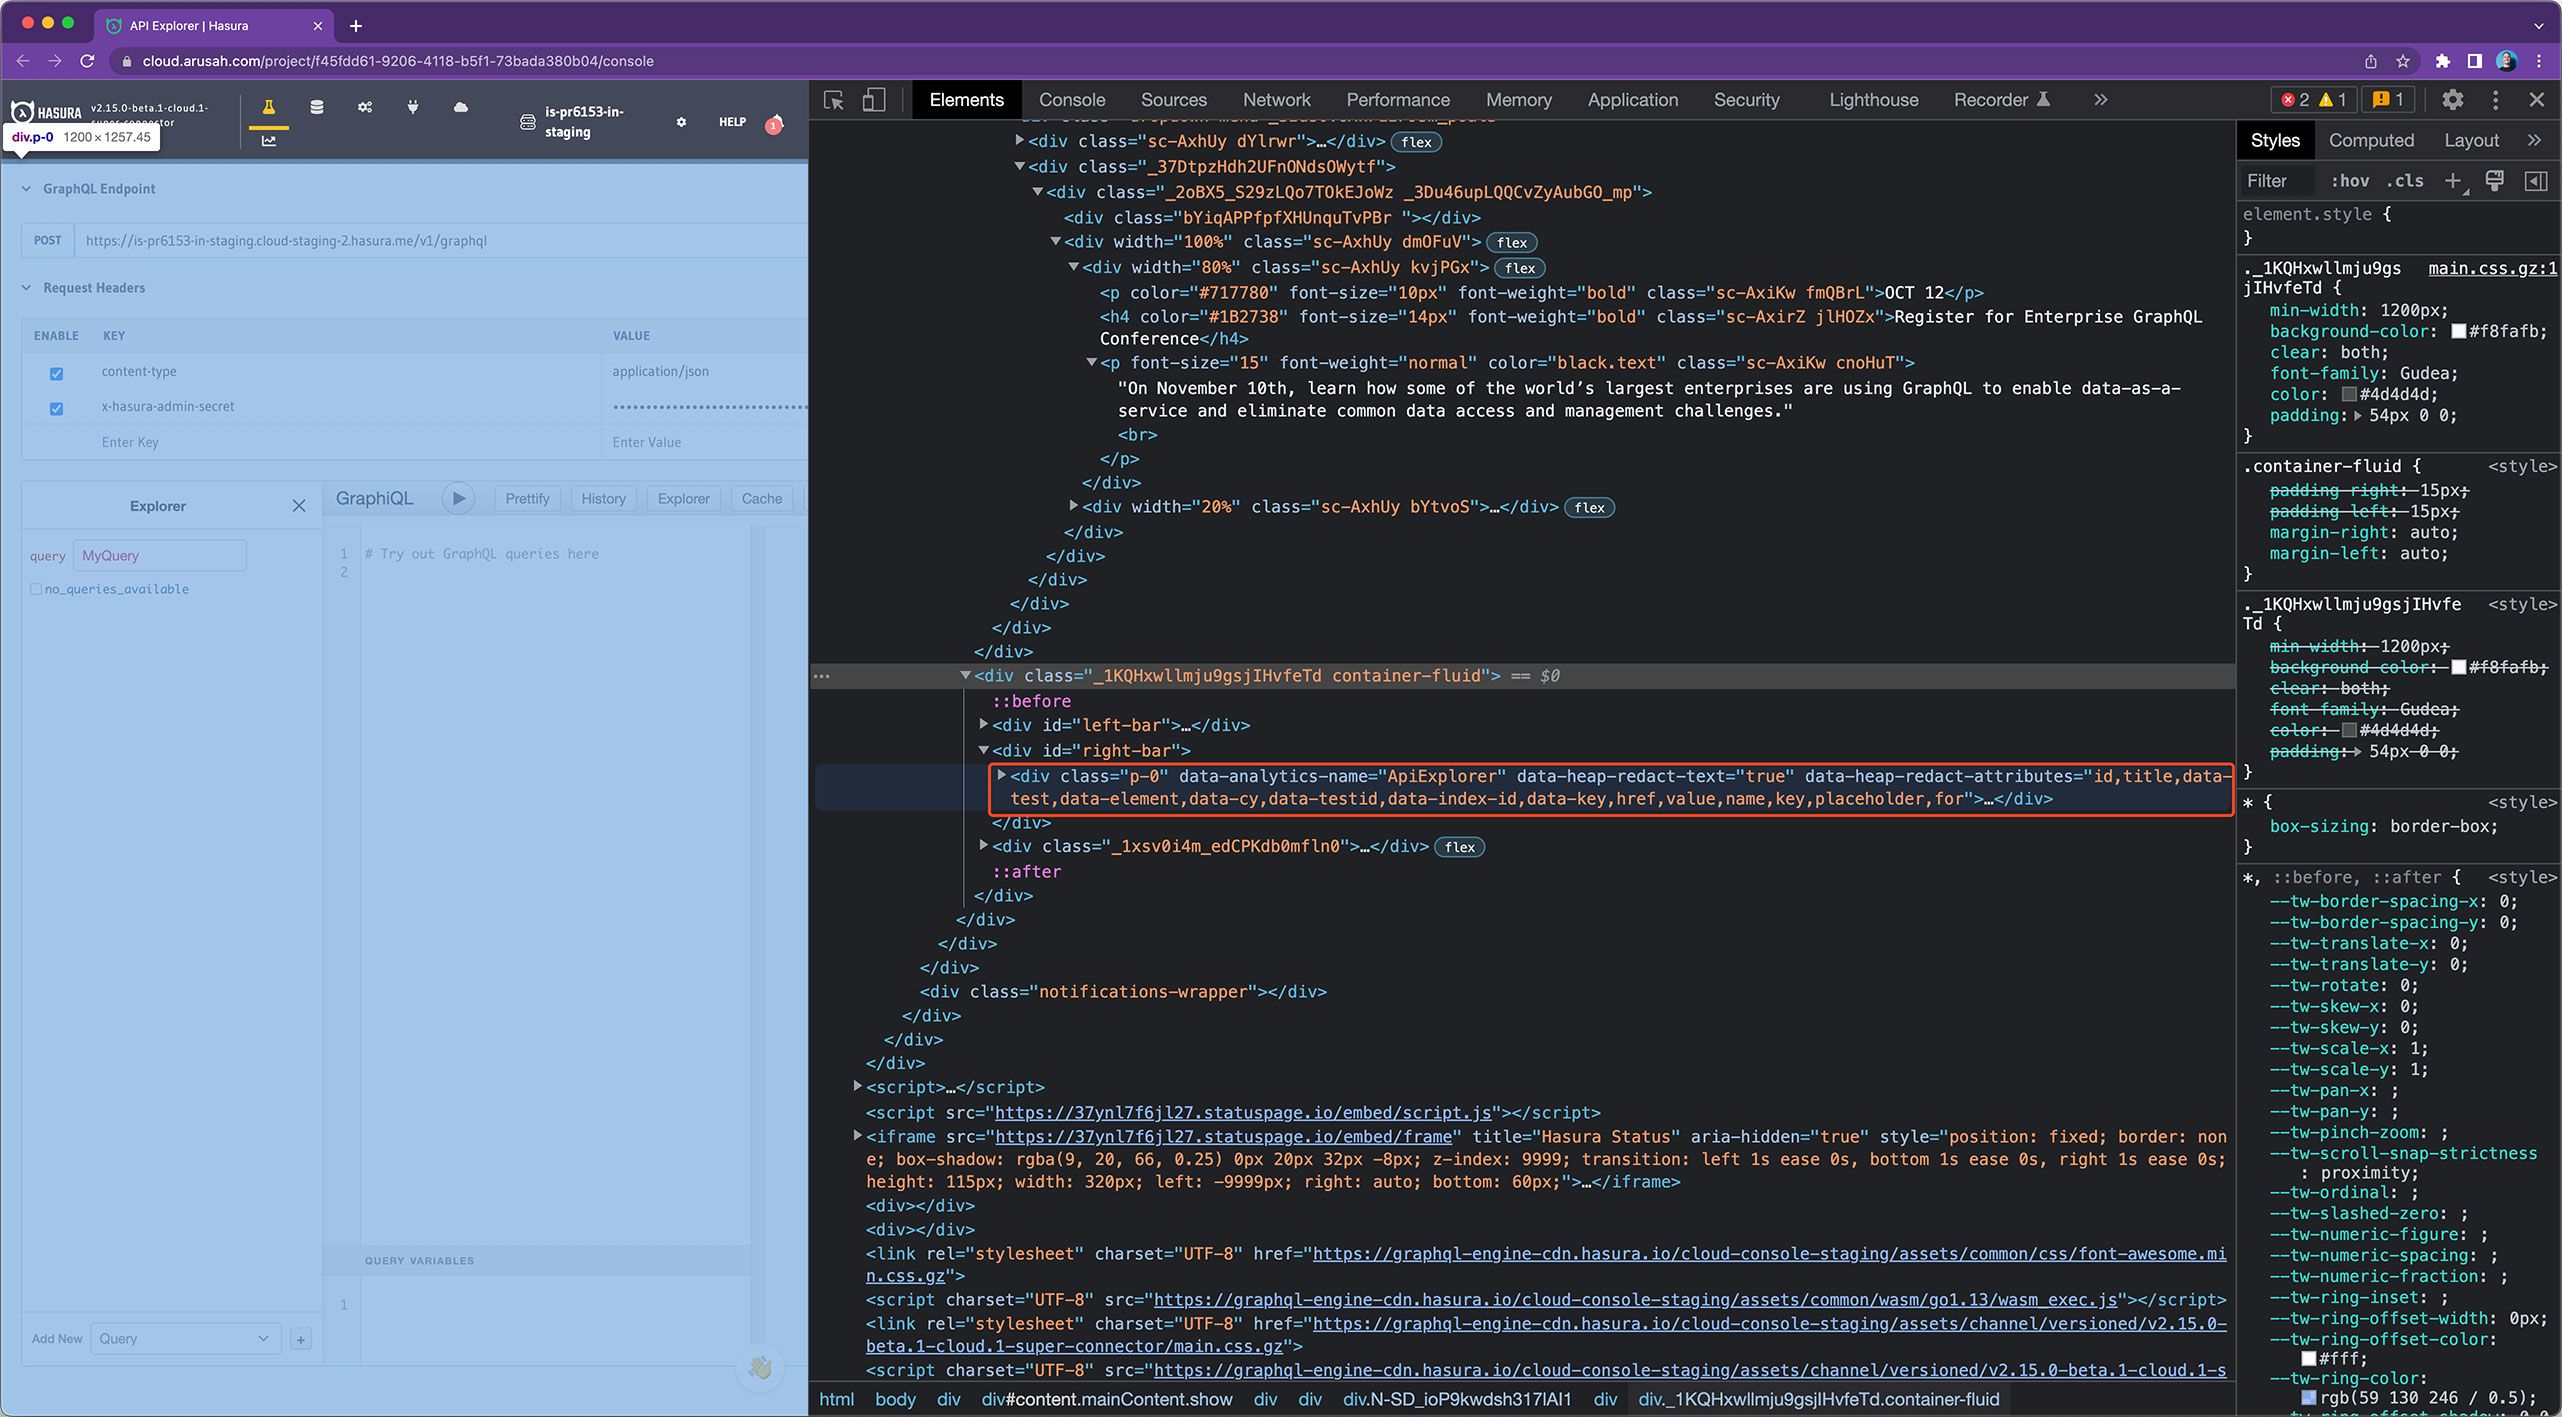 API Explorer | Hasura
cloud.arusah.com/project/f45fdd61-9206-4118-b5f1-73bada380b04/console
HASURA
v2.15.0-beta.1-cloud.1-
super-connector
is-pr6153-in-
staging
HELP
1
div.p-0 1200 × 1257.45
GraphQL Endpoint
POST https://is-pr6153-in-staging.cloud-staging-2.hasura.me/v1/graphql
Request Headers
ENABLE KEY VALUE
content-type application/json
x-hasura-admin-secret ••••••••••••••••••••••••••••
Enter Key Enter Value
Explorer
GraphiQL Prettify History Explorer Cache
query MyQuery
no_queries_available
1 # Try out GraphQL queries here
2
QUERY VARIABLES
1
Add New Query +
Elements Console Sources Network Performance Memory Application Security Lighthouse Recorder » 2 1 1
<div class="sc-AxhUy dYlrwr">…</div> flex
<div class="_37DtpzHdh2UFnONdsOWytf">
<div class="_2oBX5_S29zLQo7TOkEJoWz _3Du46upLQQCvZyAubGO_mp">
<div class="bYiqAPPfpfXHUnquTvPBr "></div>
<div width="100%" class="sc-AxhUy dmOFuV"> flex
<div width="80%" class="sc-AxhUy kvjPGx"> flex
<p color="#717780" font-size="10px" font-weight="bold" class="sc-AxiKw fmQBrL">OCT 12</p>
<h4 color="#1B2738" font-size="14px" font-weight="bold" class="sc-AxirZ jlHOZx">Register for Enterprise GraphQL
Conference</h4>
<p font-size="15" font-weight="normal" color="black.text" class="sc-AxiKw cnoHuT">
"On November 10th, learn how some of the world’s largest enterprises are using GraphQL to enable data-as-a-
service and eliminate common data access and management challenges."
<br>
</p>
</div>
<div width="20%" class="sc-AxhUy bYtvoS">…</div> flex
</div>
</div>
</div>
</div>
</div>
</div>
… <div class="_1KQHxwllmju9gsjIHvfeTd container-fluid"> == $0
::before
<div id="left-bar">…</div>
<div id="right-bar">
<div class="p-0" data-analytics-name="ApiExplorer" data-heap-redact-text="true" data-heap-redact-attributes="id,title,data-
test,data-element,data-cy,data-testid,data-index-id,data-key,href,value,name,key,placeholder,for">…</div>
</div>
<div class="_1xsv0i4m_edCPKdb0mfln0">…</div> flex
::after
</div>
</div>
</div>
</div>
<div class="notifications-wrapper"></div>
</div>
</div>
</div>
<script>…</script>
<script src="https://37ynl7f6jl27.statuspage.io/embed/script.js"></script>
<iframe src="https://37ynl7f6jl27.statuspage.io/embed/frame" title="Hasura Status" aria-hidden="true" style="position: fixed; border: non
e; box-shadow: rgba(9, 20, 66, 0.25) 0px 20px 32px -8px; z-index: 9999; transition: left 1s ease 0s, bottom 1s ease 0s, right 1s ease 0s;
height: 115px; width: 320px; left: -9999px; right: auto; bottom: 60px;">…</iframe>
<div></div>
<div></div>
<link rel="stylesheet" charset="UTF-8" href="https://graphql-engine-cdn.hasura.io/cloud-console-staging/assets/common/css/font-awesome.mi
n.css.gz">
<script charset="UTF-8" src="https://graphql-engine-cdn.hasura.io/cloud-console-staging/assets/common/wasm/go1.13/wasm_exec.js"></script>
<link rel="stylesheet" charset="UTF-8" href="https://graphql-engine-cdn.hasura.io/cloud-console-staging/assets/channel/versioned/v2.15.0-
beta.1-cloud.1-super-connector/main.css.gz">
<script charset="UTF-8" src="https://graphql-engine-cdn.hasura.io/cloud-console-staging/assets/channel/versioned/v2.15.0-beta.1-cloud.1-s
html body div div#content.mainContent.show div div div.N-SD_ioP9kwdsh317lAI1 div div._1KQHxwllmju9gsjIHvfeTd.container-fluid
Styles Computed Layout »
Filter :hov .cls +
element.style {
}
._1KQHxwllmju9gs main.css.gz:1
jIHvfeTd {
min-width: 1200px;
background-color: #f8fafb;
clear: both;
font-family: Gudea;
color: #4d4d4d;
padding: 54px 0 0;
}
.container-fluid { <style>
padding-right: 15px;
padding-left: 15px;
margin-right: auto;
margin-left: auto;
}
._1KQHxwllmju9gsjIHvfe <style>
Td {
min-width: 1200px;
background-color: #f8fafb;
clear: both;
font-family: Gudea;
color: #4d4d4d;
padding: 54px 0 0;
}
* { <style>
box-sizing: border-box;
}
*, ::before, ::after { <style>
--tw-border-spacing-x: 0;
--tw-border-spacing-y: 0;
--tw-translate-x: 0;
--tw-translate-y: 0;
--tw-rotate: 0;
--tw-skew-x: 0;
--tw-skew-y: 0;
--tw-scale-x: 1;
--tw-scale-y: 1;
--tw-pan-x: ;
--tw-pan-y: ;
--tw-pinch-zoom: ;
--tw-scroll-snap-strictness
: proximity;
--tw-ordinal: ;
--tw-slashed-zero: ;
--tw-numeric-figure: ;
--tw-numeric-spacing: ;
--tw-numeric-fraction: ;
--tw-ring-inset: ;
--tw-ring-offset-width: 0px;
--tw-ring-offset-color:
#fff;
--tw-ring-color:
rgb(59 130 246 / 0.5);